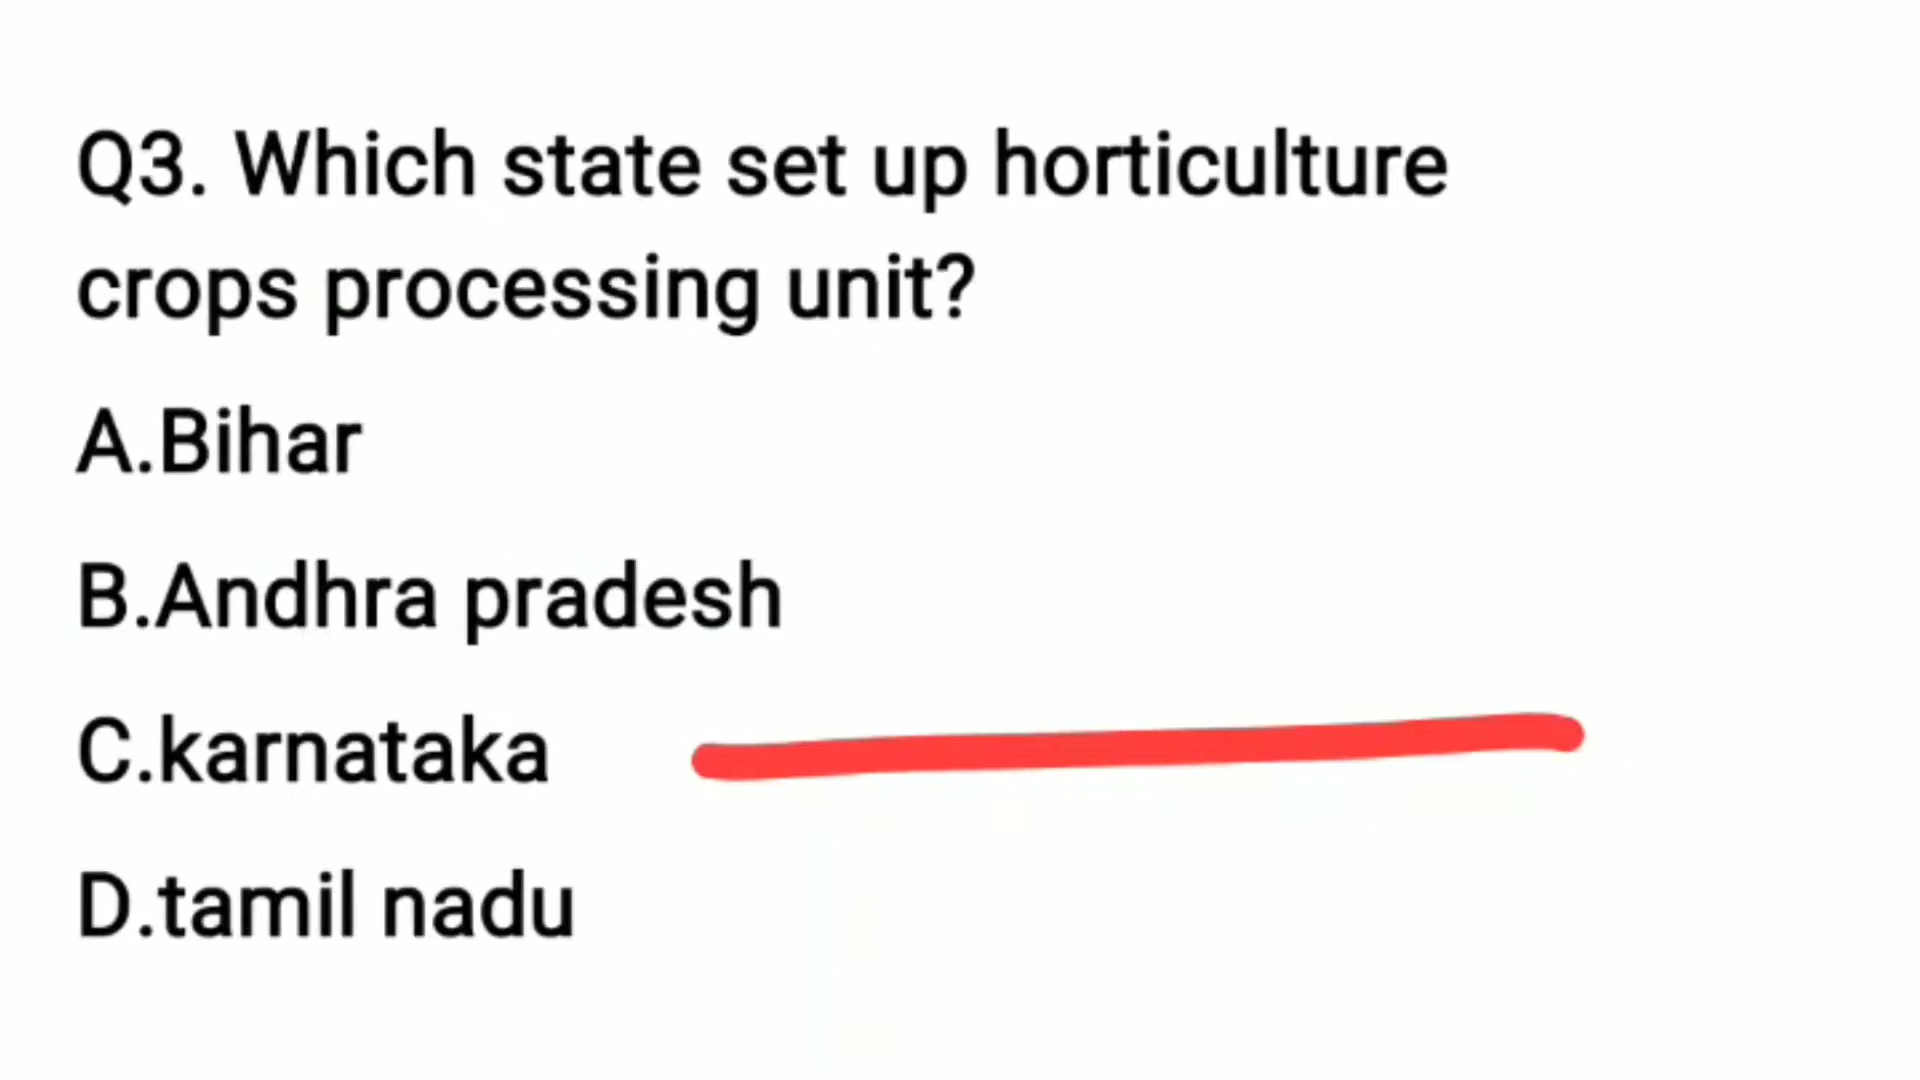 Q3. Which state set up horticulture
crops processing unit?
A.Bihar
B.Andhra pradesh
C.karnataka
D.tamil nadu